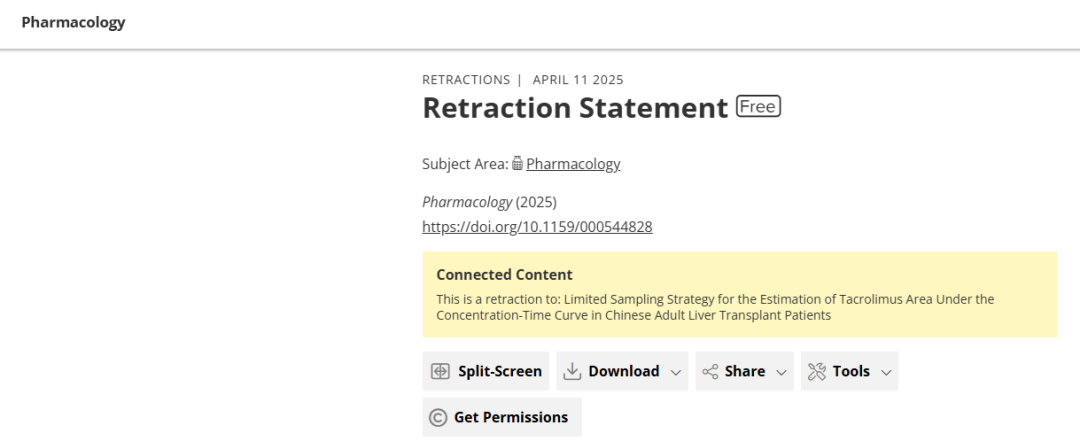 Pharmacology
RETRACTIONS | APRIL 11 2025
Retraction Statement Free
Subject Area: Pharmacology
Pharmacology (2025)
https://doi.org/10.1159/000544828
Connected Content
This is a retraction to: Limited Sampling Strategy for the Estimation of Tacrolimus Area Under the
Concentration-Time Curve in Chinese Adult Liver Transplant Patients
Split-Screen Download Share Tools
Get Permissions